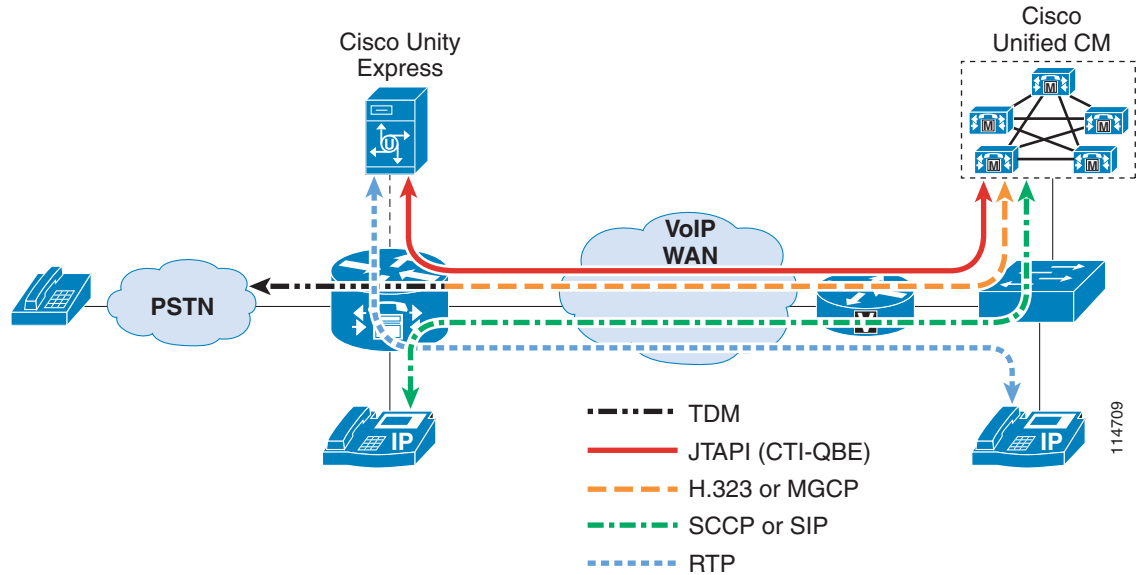 Cisco Unity
Express
Cisco
Unified CM
M
M
M
M
M
U
VoIP
WAN
PSTN
V
IP
IP
TDM
JTAPI (CTI-QBE)
H.323 or MGCP
SCCP or SIP
RTP
114709